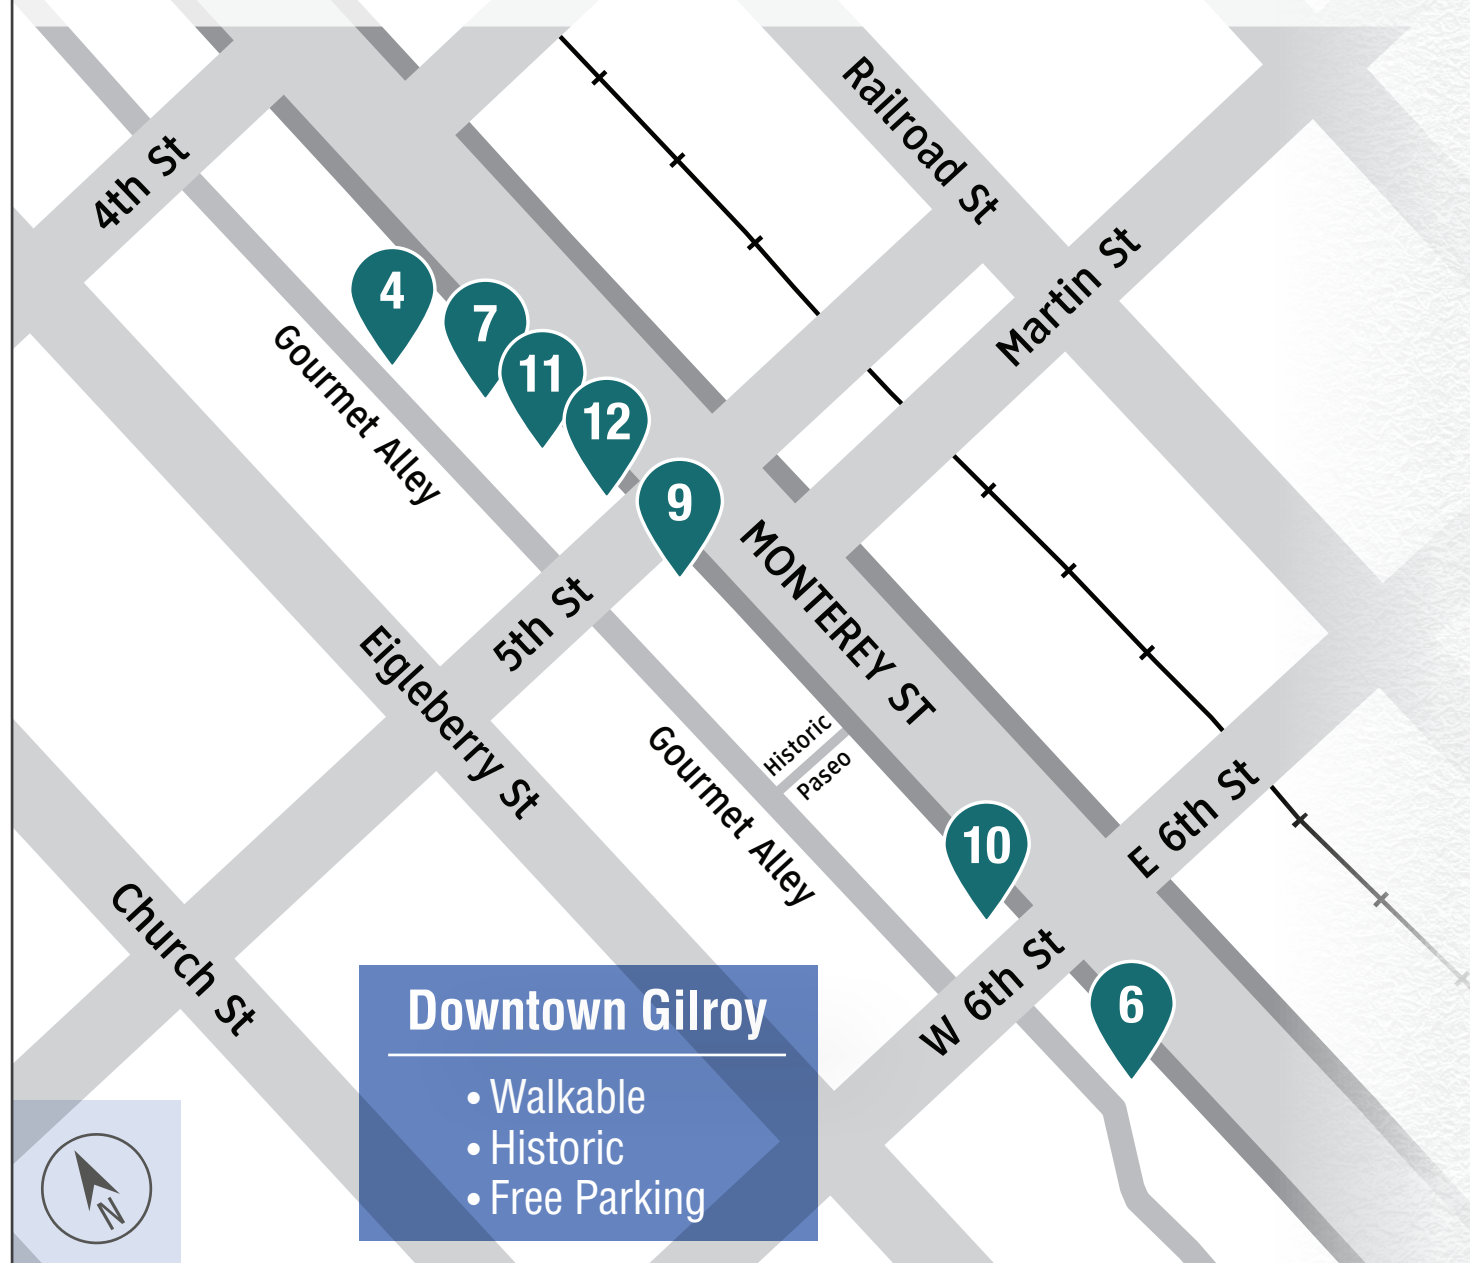 Railroad St
4th St
Martin St
4
7
11
12
9
Gourmet Alley
MONTEREY ST
5th St
Eigleberry St
Historic
Paseo
Gourmet Alley
E 6th St
10
Church St
W 6th St
6
Downtown Gilroy
• Walkable
• Historic
• Free Parking
N